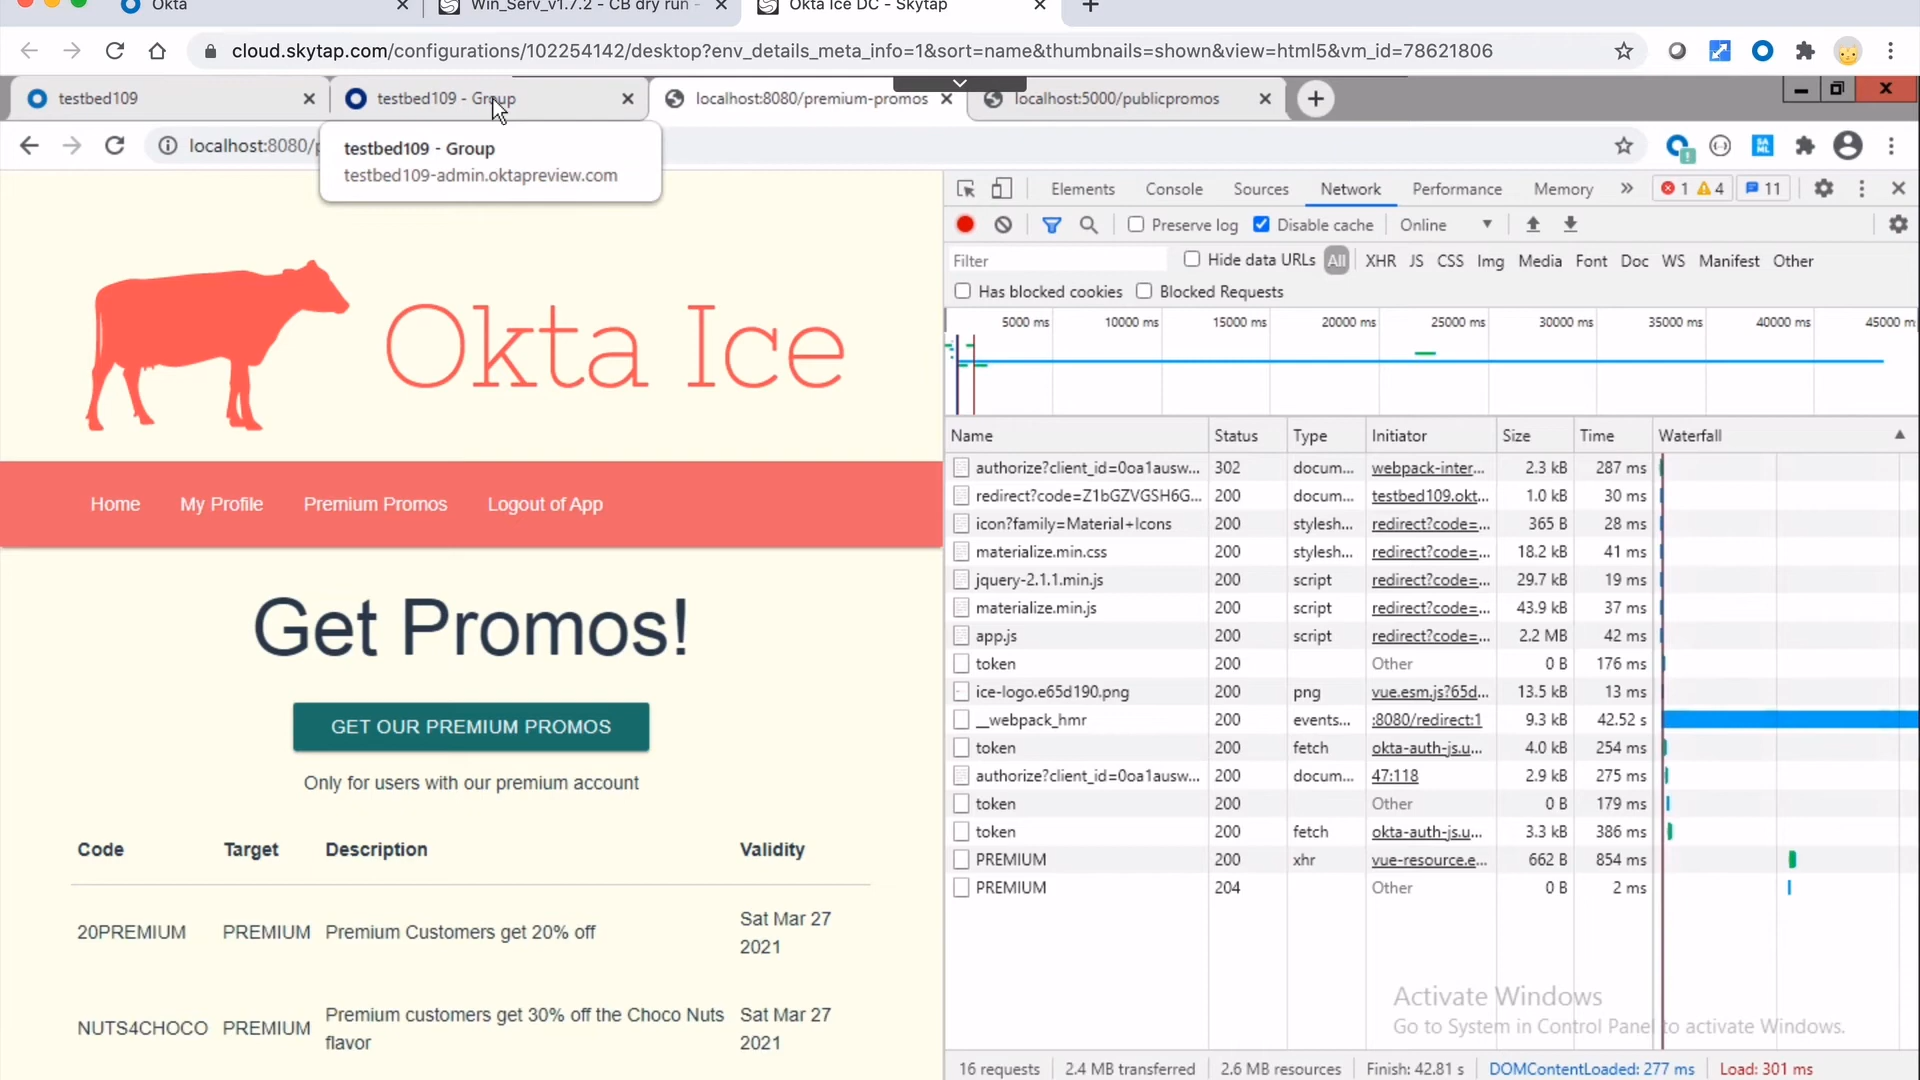 Okta
Win_Serv_v1.7.2 - CB dry run -
Okta Ice DC - Skytap
cloud.skytap.com/configurations/102254142/desktop?env_details_meta_info=1&sort=name&thumbnails=shown&view=html5&vm_id=78621806
testbed109
testbed109 - Group
localhost:8080/premium-promos
localhost:5000/publicpromos
localhost:8080/p
testbed109 - Group
testbed109-admin.oktapreview.com
Okta Ice
Home My Profile Premium Promos Logout of App
Get Promos!
GET OUR PREMIUM PROMOS
Only for users with our premium account
Code Target Description Validity
20PREMIUM PREMIUM Premium Customers get 20% off Sat Mar 27
2021
NUTS4CHOCO PREMIUM Premium customers get 30% off the Choco Nuts Sat Mar 27
flavor 2021
Elements Console Sources Network Performance Memory » 1 4 11
Preserve log Disable cache Online
Filter Hide data URLs All XHR JS CSS Img Media Font Doc WS Manifest Other
Has blocked cookies Blocked Requests
5000 ms 10000 ms 15000 ms 20000 ms 25000 ms 30000 ms 35000 ms 40000 ms 45000 m
Name Status Type Initiator Size Time Waterfall
authorize?client_id=0oa1ausw... 302 docum... webpack-inter... 2.3 kB 287 ms
redirect?code=Z1bGZVGSH6G... 200 docum... testbed109.okt... 1.0 kB 30 ms
icon?family=Material+Icons 200 stylesh... redirect?code=... 365 B 28 ms
materialize.min.css 200 stylesh... redirect?code=... 18.2 kB 41 ms
jquery-2.1.1.min.js 200 script redirect?code=... 29.7 kB 19 ms
materialize.min.js 200 script redirect?code=... 43.9 kB 37 ms
app.js 200 script redirect?code=... 2.2 MB 42 ms
token 200 Other 0 B 176 ms
ice-logo.e65d190.png 200 png vue.esm.js?65d... 13.5 kB 13 ms
__webpack_hmr 200 events... :8080/redirect:1 9.3 kB 42.52 s
token 200 fetch okta-auth-js.u... 4.0 kB 254 ms
authorize?client_id=0oa1ausw... 200 docum... 47:118 2.9 kB 275 ms
token 200 Other 0 B 179 ms
token 200 fetch okta-auth-js.u... 3.3 kB 386 ms
PREMIUM 200 xhr vue-resource.e... 662 B 854 ms
PREMIUM 204 Other 0 B 2 ms
Activate Windows
Go to System in Control Panel to activate Windows.
16 requests 2.4 MB transferred 2.6 MB resources Finish: 42.81 s DOMContentLoaded: 277 ms Load: 301 ms